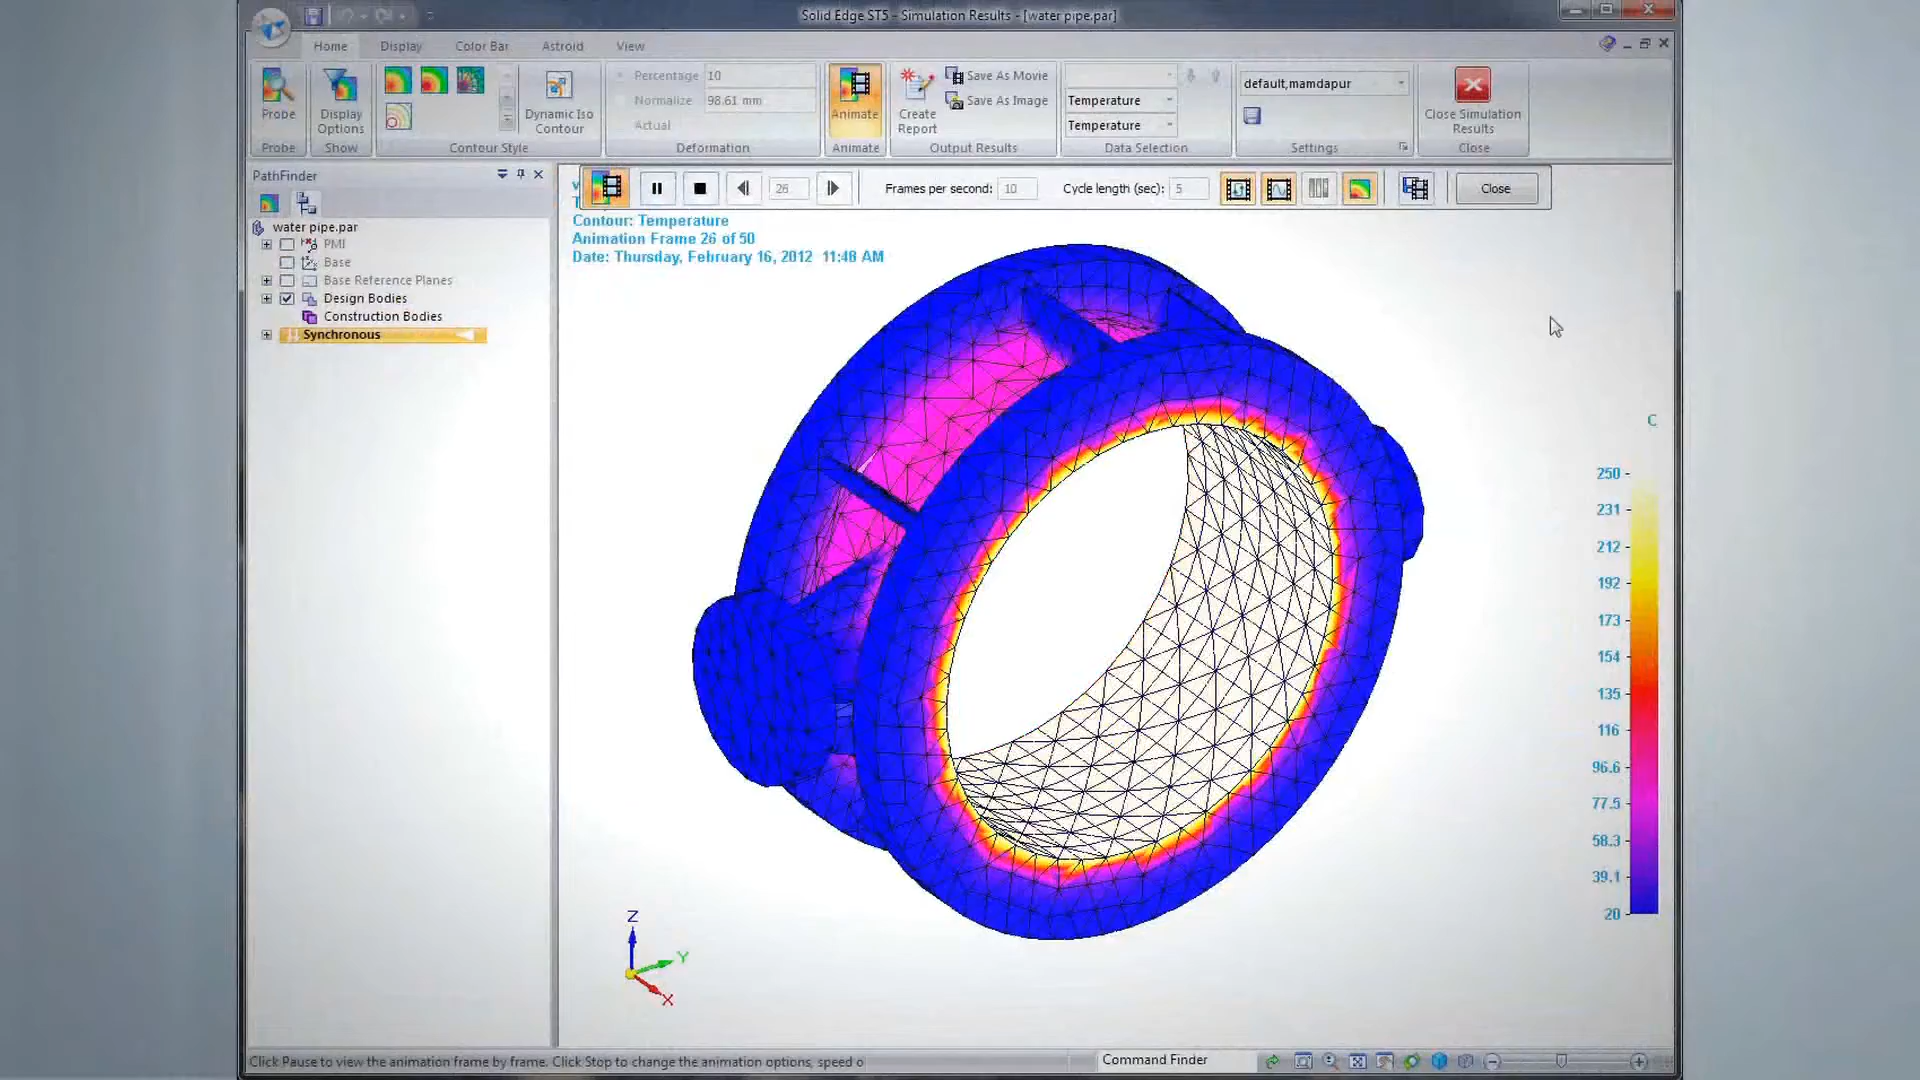 Solid Edge ST5 - Simulation Results - [water pipe.par]
Home Display Color Bar Astroid View
Probe
Probe
Display
Options
Show
Dynamic Iso
Contour
Contour Style
Percentage 10
Normalize 98.61 mm
Actual
Deformation
Animate
Animate
Create
Report
Save As Movie
Save As Image
Output Results
Temperature
Temperature
Data Selection
default,mamdapur
Settings
Close Simulation
Results
Close
PathFinder
26
Frames per second: 10
Cycle length (sec): 5
Close
water pipe.par
PMI
Base
Base Reference Planes
Design Bodies
Construction Bodies
Synchronous
Contour: Temperature
Animation Frame 26 of 50
Date: Thursday, February 16, 2012 11:48 AM
C
250
231
212
192
173
154
135
116
96.6
77.5
58.3
39.1
20
Z
Y
X
Click Pause to view the animation frame by frame. Click Stop to change the animation options, speed o
Command Finder